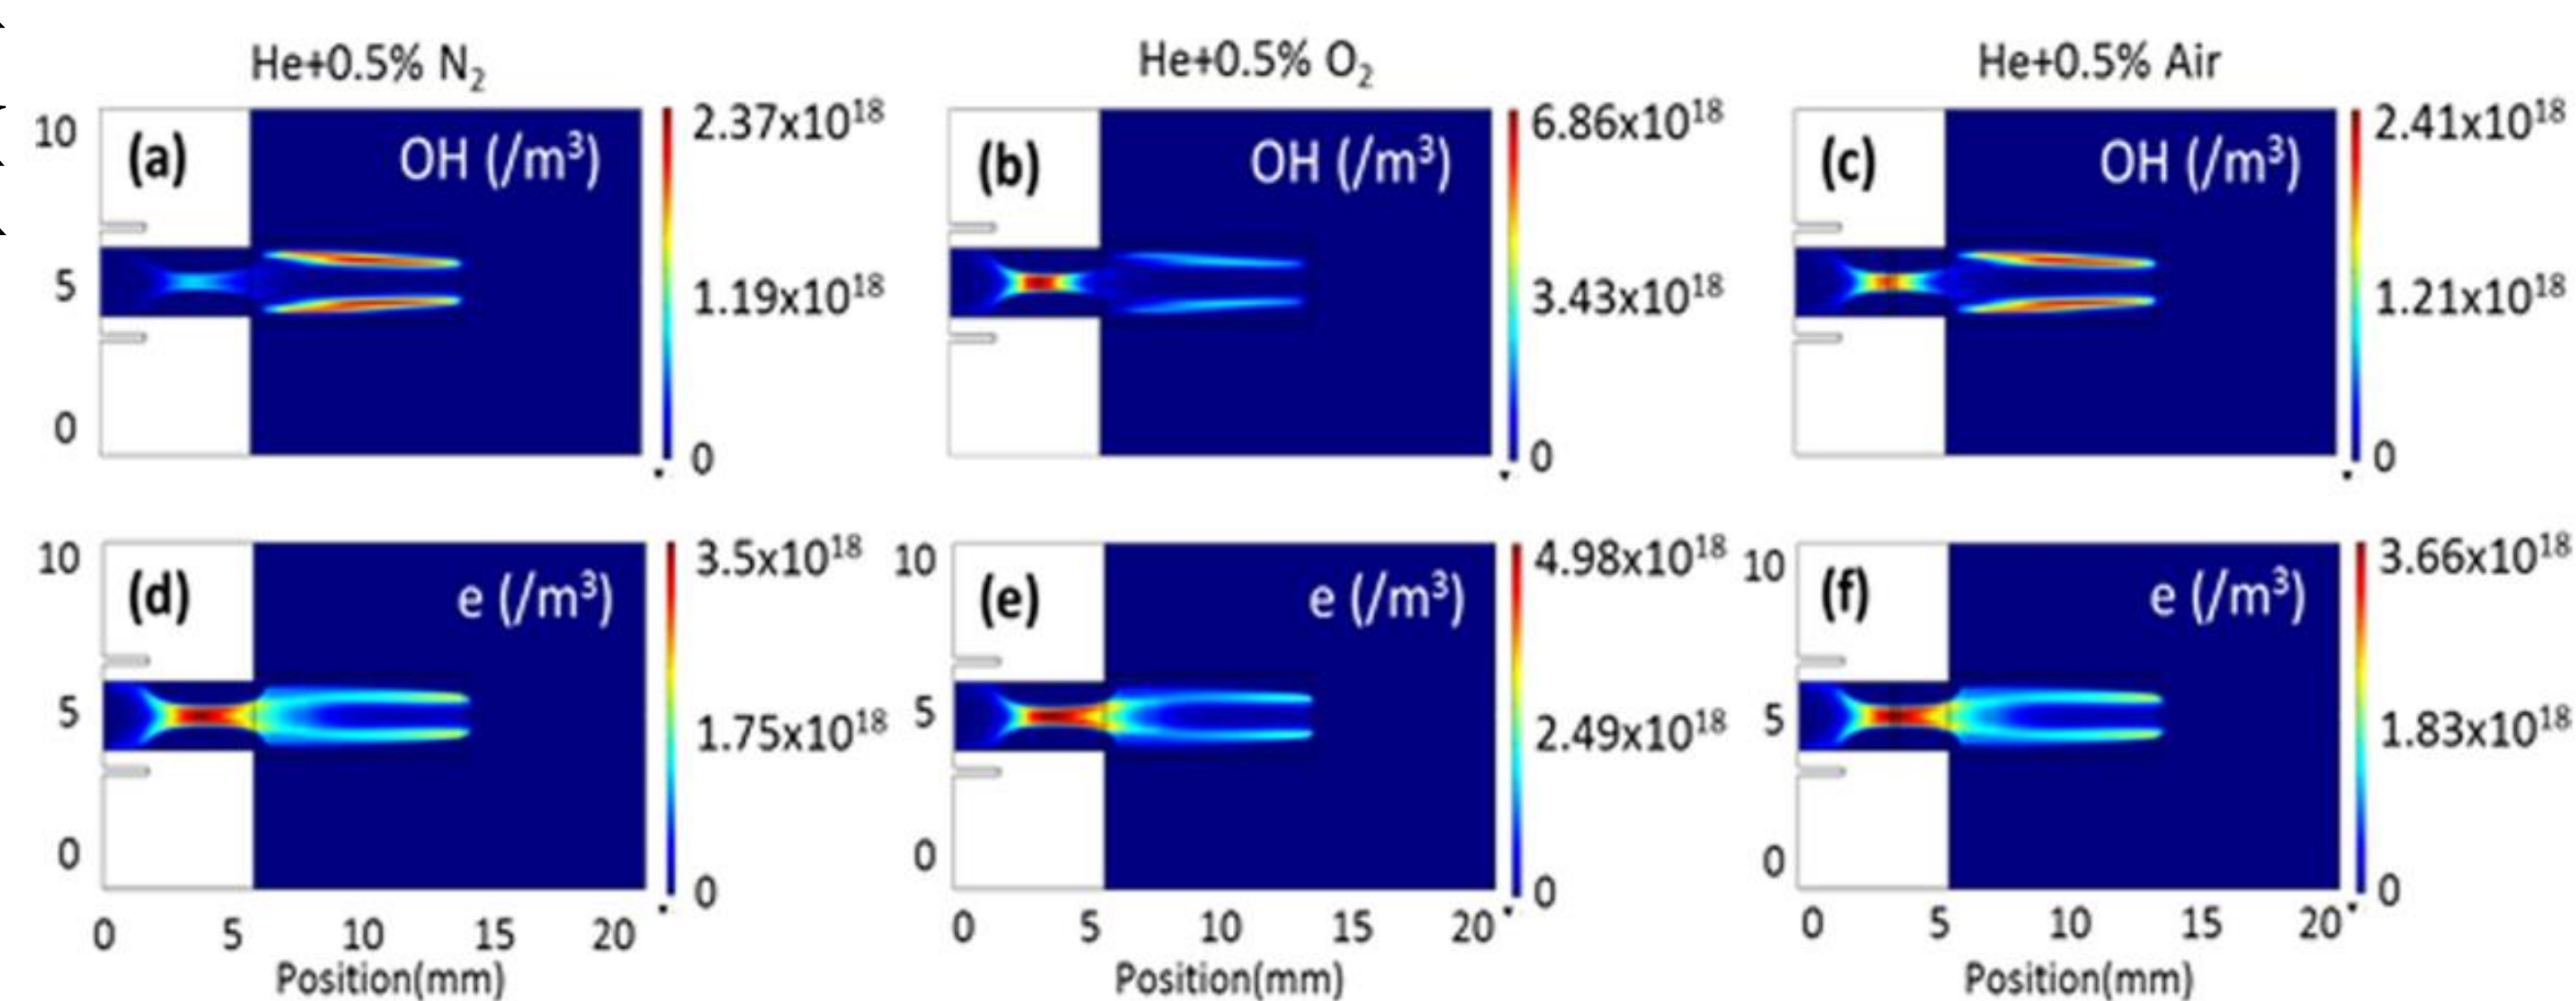 He+0.5% N₂
He+0.5% O₂
He+0.5% Air
10
5
0
(a)
OH (/m³)
2.37x10¹⁸
1.19x10¹⁸
0
(b)
OH (/m³)
6.86x10¹⁸
3.43x10¹⁸
0
(c)
OH (/m³)
2.41x10¹⁸
1.21x10¹⁸
0
10
5
0
(d)
e (/m³)
3.5x10¹⁸
1.75x10¹⁸
0
0 5 10 15 20
Position(mm)
10
5
0
(e)
e (/m³)
4.98x10¹⁸
2.49x10¹⁸
0
0 5 10 15 20
Position(mm)
10
5
0
(f)
e (/m³)
3.66x10¹⁸
1.83x10¹⁸
0
0 5 10 15 20
Position(mm)